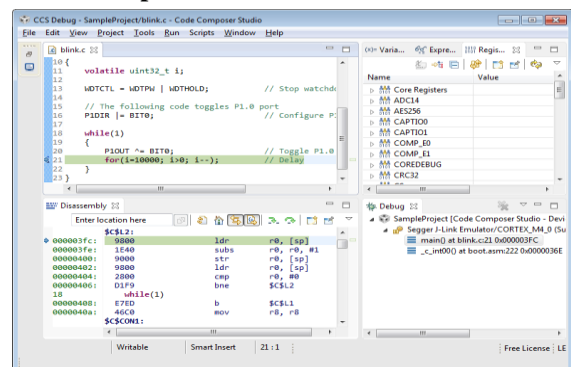 CCS Debug - SampleProject/blink.c - Code Composer Studio
File Edit View Project Tools Run Scripts Window Help
blink.c
10 {
11 volatile uint32_t i;
12
13 WDTCTL = WDTPW | WDTHOLD; // Stop watchdo
14
15 // The following code toggles P1.0 port
16 P1DIR |= BIT0; // Configure P1
17
18 while(1)
19 {
20 P1OUT ^= BIT0; // Toggle P1.0
21 for(i=10000; i>0; i--); // Delay
22 }
23 }
(x)= Varia... Expre... Regis...
Name Value
Core Registers
ADC14
AES256
CAPTIO0
CAPTIO1
COMP_E0
COMP_E1
COREDEBUG
CRC32
Disassembly
Enter location here
$C$L2:
000003fc: 9800 ldr r0, [sp]
000003fe: 1E40 subs r0, r0, #1
00000400: 9000 str r0, [sp]
00000402: 9800 ldr r0, [sp]
00000404: 2800 cmp r0, #0
00000406: D1F9 bne $C$L2
18 while(1)
00000408: E7ED b $C$L1
0000040a: 46C0 mov r8, r8
$C$CON1:
Debug
SampleProject [Code Composer Studio - Devi
Segger J-Link Emulator/CORTEX_M4_0 (Su
main() at blink.c:21 0x000003FC
_c_int00() at boot.asm:222 0x0000036E
Writable Smart Insert 21 : 1 Free License LE